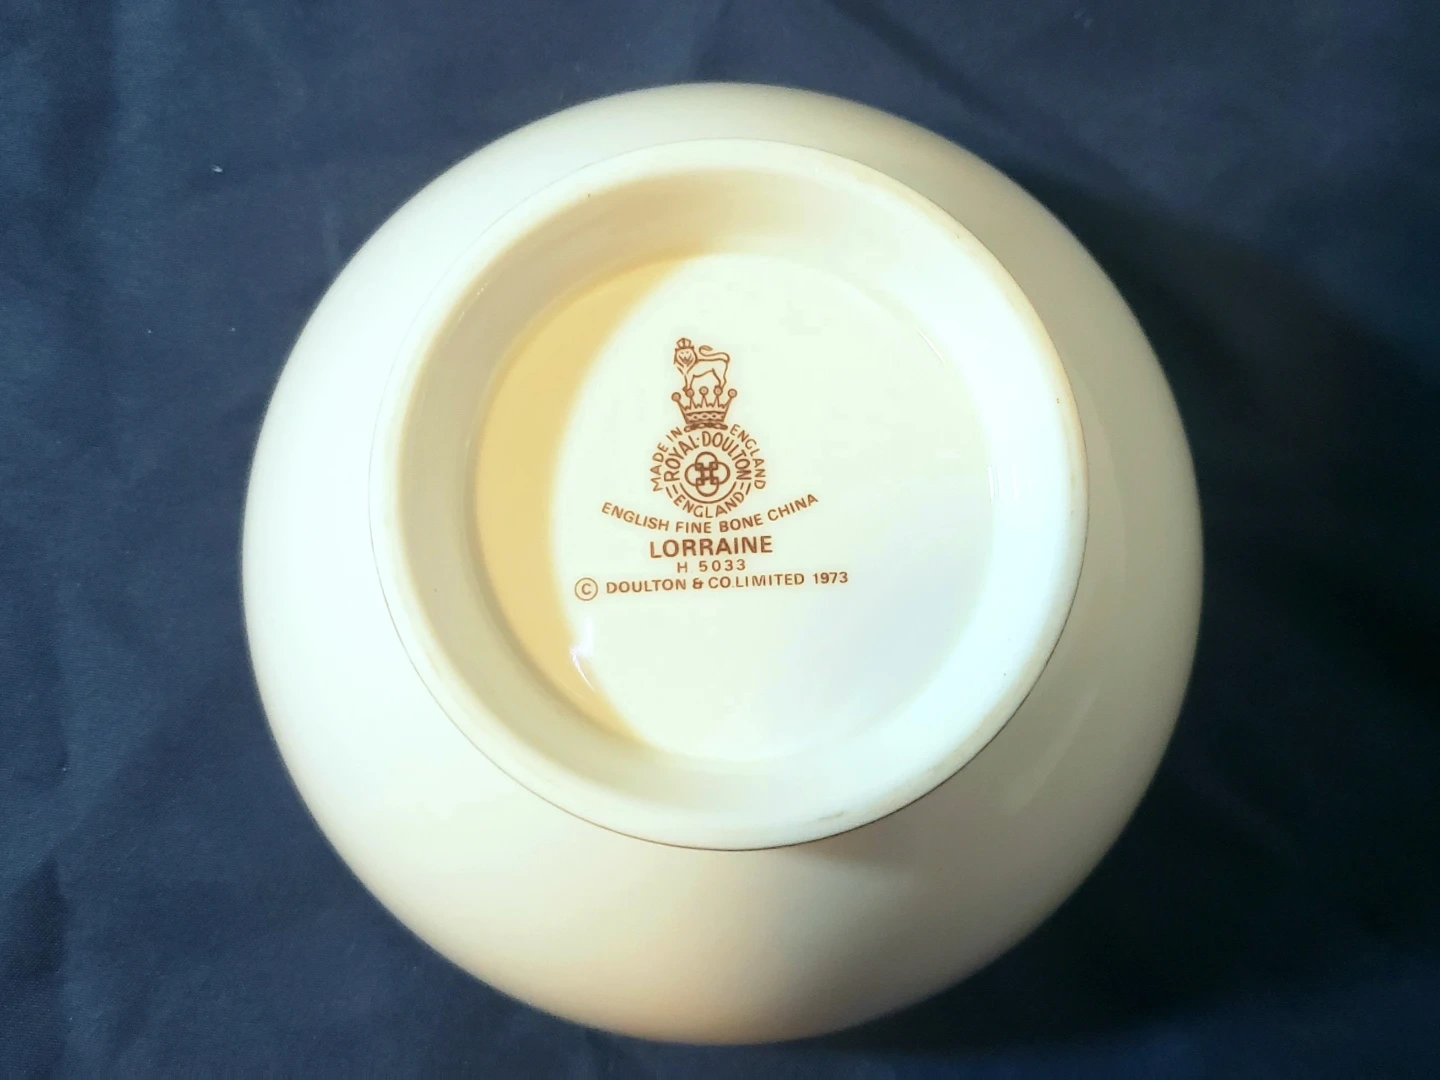 MADE IN ENGLAND
ROYAL·DOULTON
ENGLAND
ENGLISH FINE BONE CHINA
LORRAINE
H 5033
© DOULTON & CO.LIMITED 1973